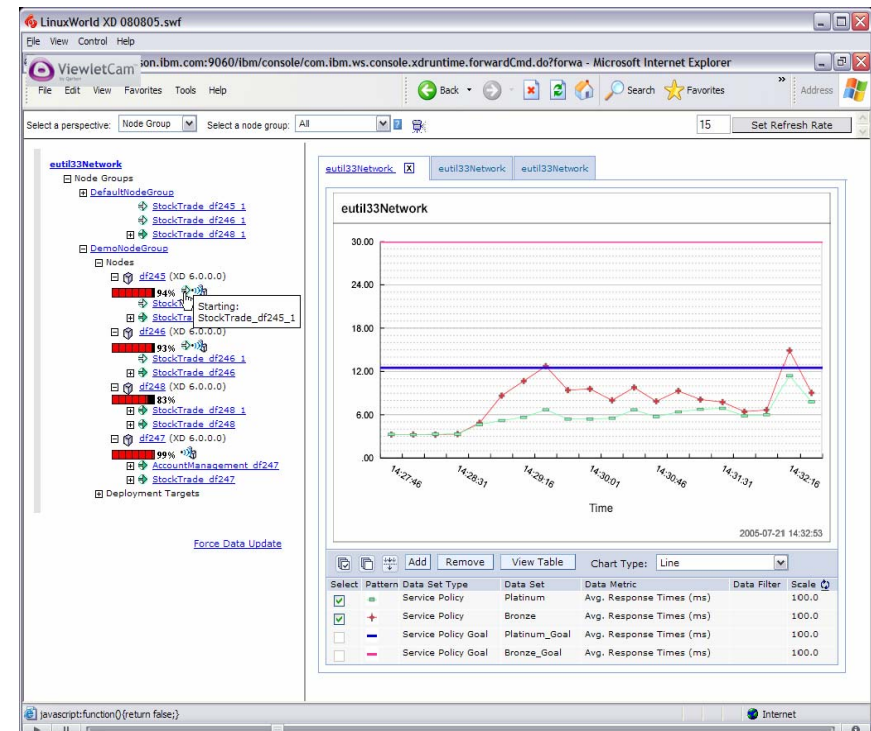 LinuxWorld XD 080805.swf
File View Control Help
ViewletCam
son.ibm.com:9060/ibm/console/com.ibm.ws.console.xdruntime.forwardCmd.do?forwa - Microsoft Internet Explorer
File Edit View Favorites Tools Help
Back
Search
Favorites
»
Address
Select a perspective: Node Group
Select a node group: All
15
Set Refresh Rate
eutil33Network
Node Groups
DefaultNodeGroup
StockTrade_df245_1
StockTrade_df246_1
StockTrade_df248_1
DemoNodeGroup
Nodes
df245 (XD 6.0.0.0)
94%
StockT
Starting:
StockTrade_df245_1
StockTra
df246 (XD 6.0.0.0)
93%
StockTrade_df246_1
StockTrade_df246
df248 (XD 6.0.0.0)
83%
StockTrade_df248_1
StockTrade_df248
df247 (XD 6.0.0.0)
99%
AccountManagement_df247
StockTrade_df247
Deployment Targets
Force Data Update
eutil33Network X eutil33Network eutil33Network
eutil33Network
30.00
24.00
18.00
12.00
6.00
.00
14:27:46 14:28:31 14:29:16 14:30:01 14:30:46 14:31:31 14:32:16
Time
2005-07-21 14:32:53
Add Remove View Table Chart Type: Line
Select Pattern Data Set Type Data Set Data Metric Data Filter Scale
Service Policy Platinum Avg. Response Times (ms) 100.0
Service Policy Bronze Avg. Response Times (ms) 100.0
Service Policy Goal Platinum_Goal Avg. Response Times (ms) 100.0
Service Policy Goal Bronze_Goal Avg. Response Times (ms) 100.0
javascript:function(){return false;}
Internet